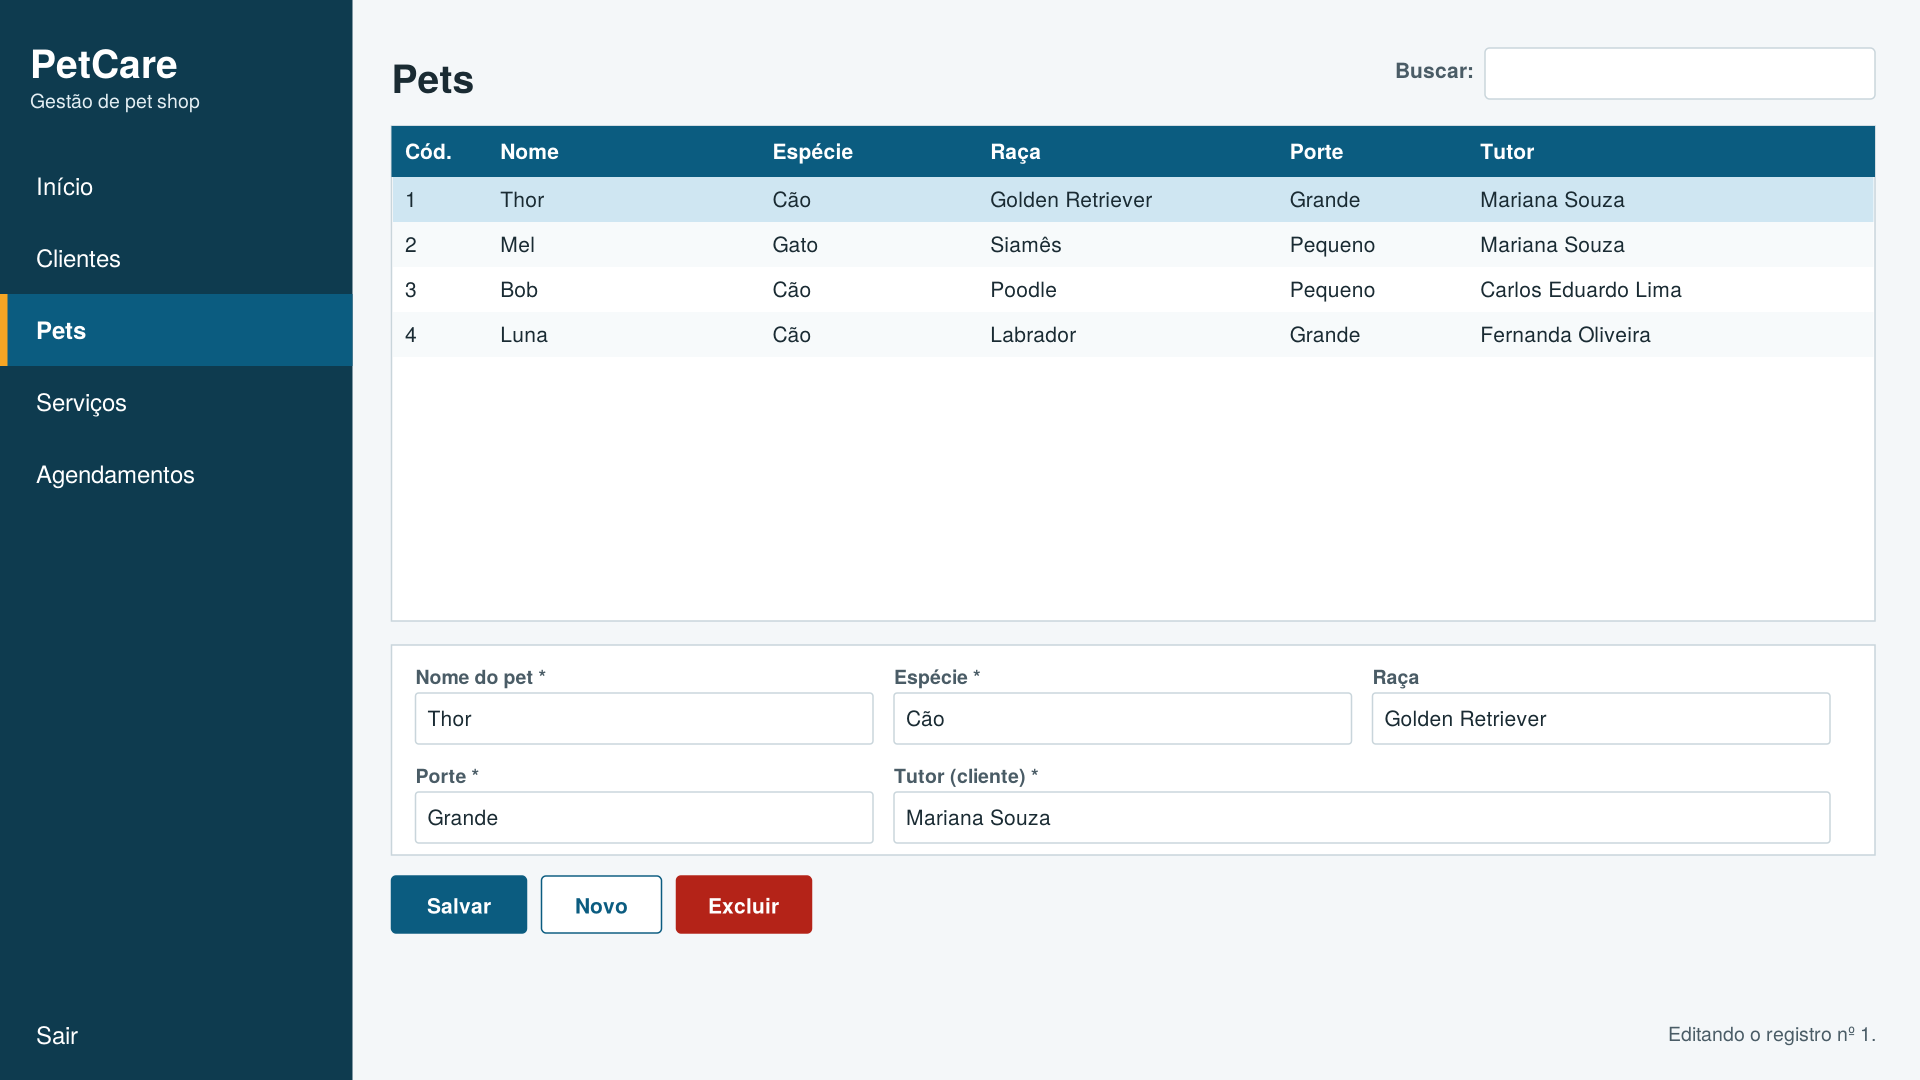 PetCare
Gestão de pet shop
Início
Clientes
Pets
Serviços
Agendamentos
Sair
Pets
Buscar:
Cód. Nome Espécie Raça Porte Tutor
1 Thor Cão Golden Retriever Grande Mariana Souza
2 Mel Gato Siamês Pequeno Mariana Souza
3 Bob Cão Poodle Pequeno Carlos Eduardo Lima
4 Luna Cão Labrador Grande Fernanda Oliveira
Nome do pet * Espécie * Raça
Thor Cão Golden Retriever
Porte * Tutor (cliente) *
Grande Mariana Souza
Salvar Novo Excluir
Editando o registro nº 1.